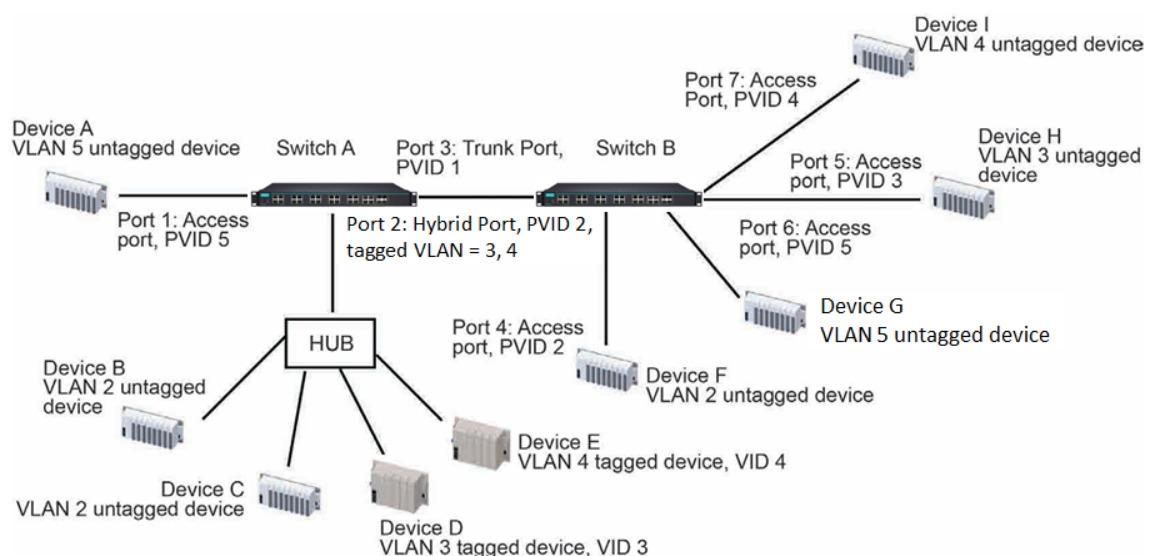 Device I
VLAN 4 untagged device
Port 7: Access
Port, PVID 4
Device A
VLAN 5 untagged device
Switch A
Port 3: Trunk Port,
PVID 1
Switch B
Device H
VLAN 3 untagged
device
Port 5: Access
port, PVID 3
Port 1: Access
port, PVID 5
Port 2: Hybrid Port, PVID 2,
tagged VLAN = 3, 4
Port 6: Access
port, PVID 5
Device G
VLAN 5 untagged device
HUB
Port 4: Access
port, PVID 2
Device B
VLAN 2 untagged
device
Device F
VLAN 2 untagged device
Device E
VLAN 4 tagged device, VID 4
Device C
VLAN 2 untagged device
Device D
VLAN 3 tagged device, VID 3